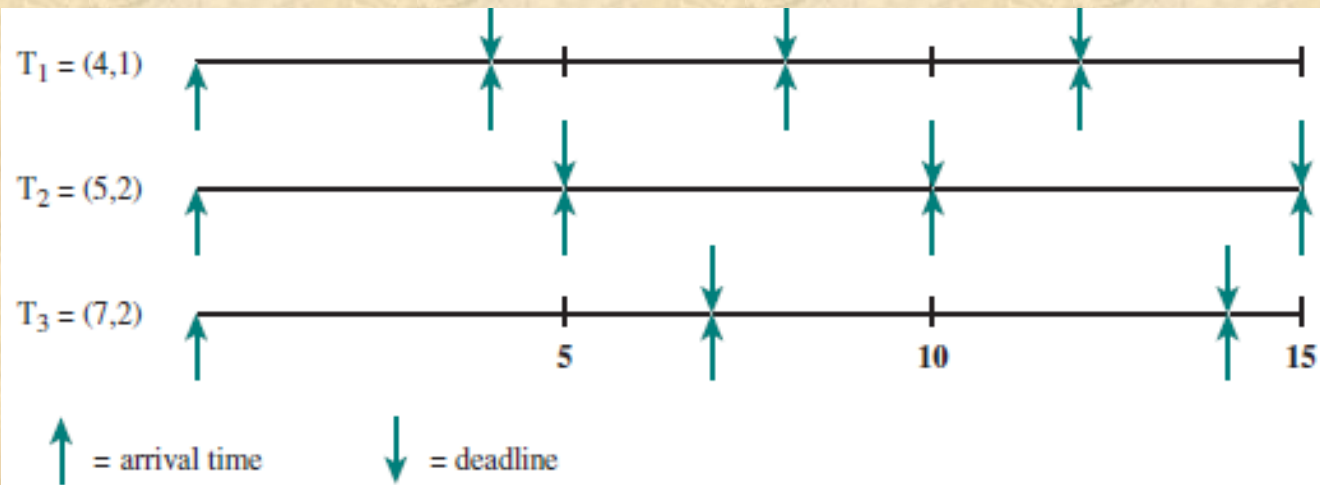 T₁ = (4,1)
T₂ = (5,2)
T₃ = (7,2)
5 10 15
= arrival time = deadline